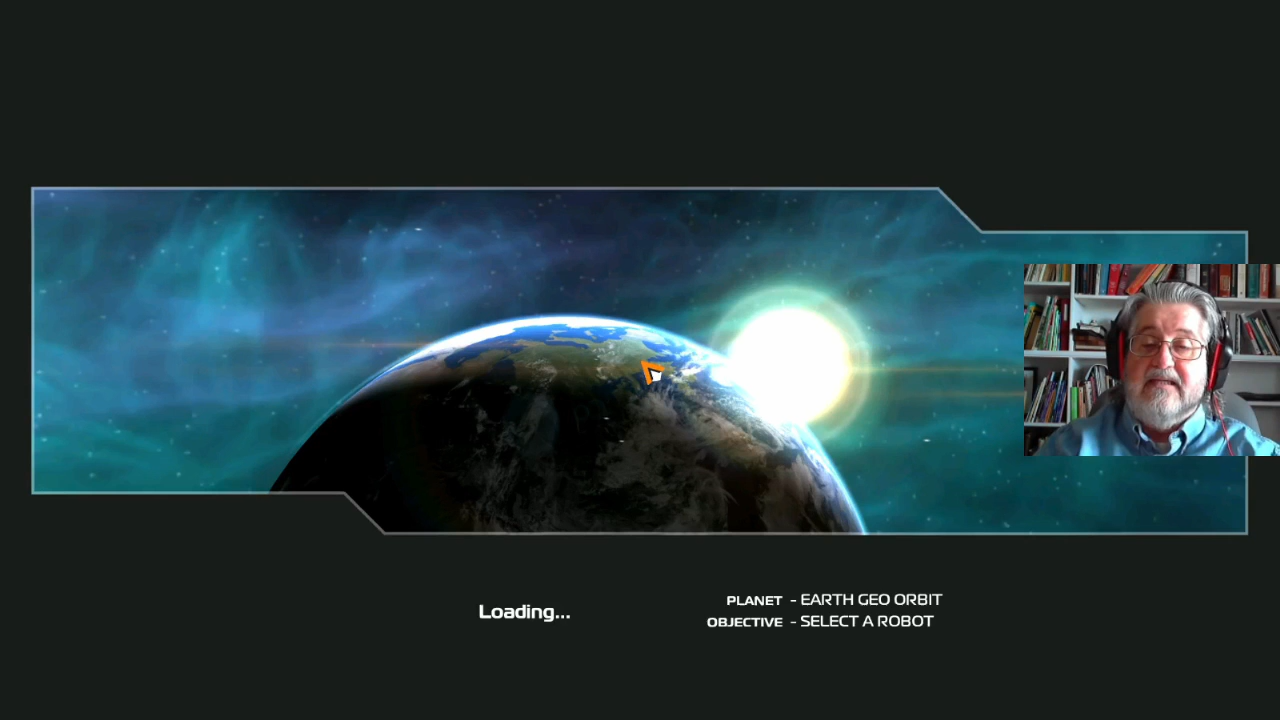 Loading...
PLANET - EARTH GEO ORBIT
OBJECTIVE - SELECT A ROBOT